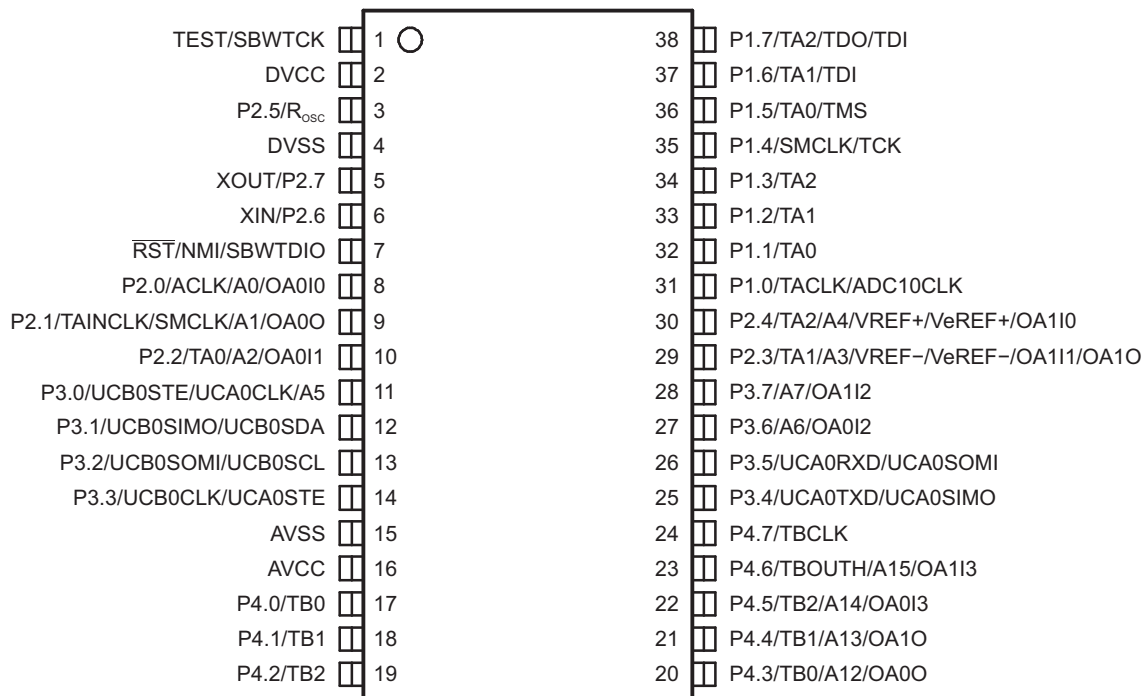 TEST/SBWTCK 1 38 P1.7/TA2/TDO/TDI
DVCC 2 37 P1.6/TA1/TDI
P2.5/ROSC 3 36 P1.5/TA0/TMS
DVSS 4 35 P1.4/SMCLK/TCK
XOUT/P2.7 5 34 P1.3/TA2
XIN/P2.6 6 33 P1.2/TA1
RST/NMI/SBWTDIO 7 32 P1.1/TA0
P2.0/ACLK/A0/OA0I0 8 31 P1.0/TACLK/ADC10CLK
P2.1/TAINCLK/SMCLK/A1/OA0O 9 30 P2.4/TA2/A4/VREF+/VeREF+/OA1I0
P2.2/TA0/A2/OA0I1 10 29 P2.3/TA1/A3/VREF−/VeREF−/OA1I1/OA1O
P3.0/UCB0STE/UCA0CLK/A5 11 28 P3.7/A7/OA1I2
P3.1/UCB0SIMO/UCB0SDA 12 27 P3.6/A6/OA0I2
P3.2/UCB0SOMI/UCB0SCL 13 26 P3.5/UCA0RXD/UCA0SOMI
P3.3/UCB0CLK/UCA0STE 14 25 P3.4/UCA0TXD/UCA0SIMO
AVSS 15 24 P4.7/TBCLK
AVCC 16 23 P4.6/TBOUTH/A15/OA1I3
P4.0/TB0 17 22 P4.5/TB2/A14/OA0I3
P4.1/TB1 18 21 P4.4/TB1/A13/OA1O
P4.2/TB2 19 20 P4.3/TB0/A12/OA0O